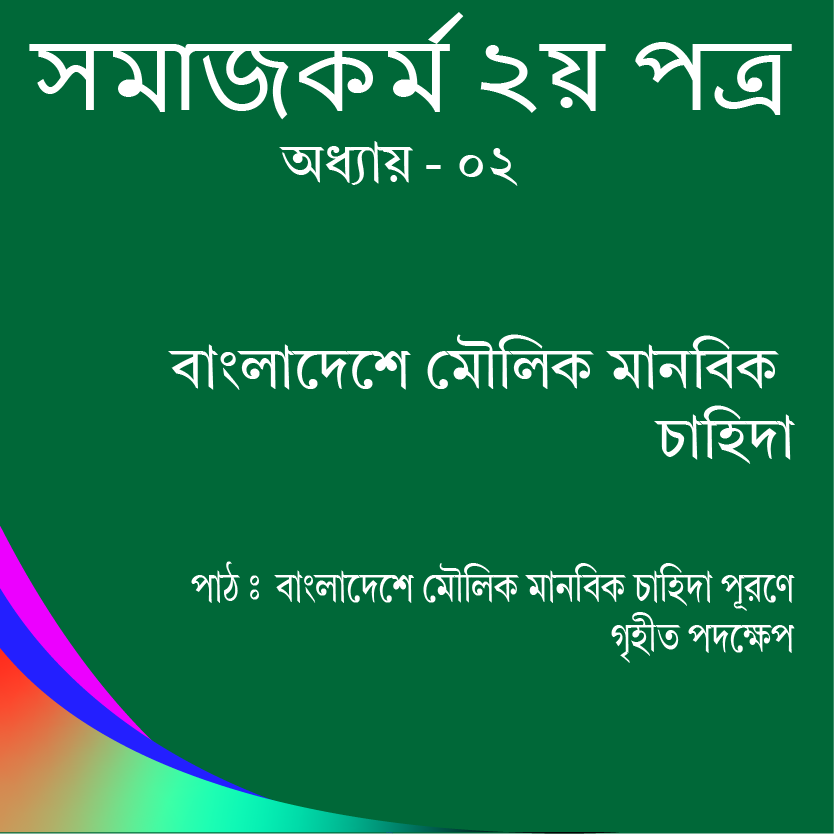 সমাজকর্ম ২য় পত্র
অধ্যায় - ০২
বাংলাদেশে মৌলিক মানবিক
চাহিদা
পাঠ ঃ বাংলাদেশে মৌলিক মানবিক চাহিদা পূরণে
গৃহীত পদক্ষেপ